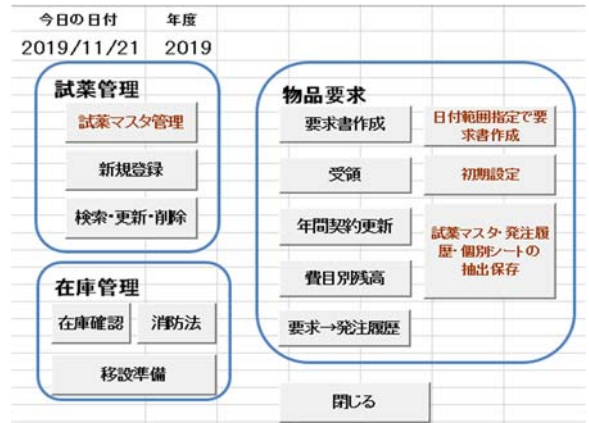 今日の日付 年度
2019/11/21 2019
試薬管理
試薬マスタ管理
新規登録
検索・更新・削除
在庫管理
在庫確認 消防法
移設準備
物品要求
要求書作成
日付範囲指定で要
求書作成
受領
初期設定
年間契約更新
試薬マスタ・発注履
歴・個別シートの
抽出保存
費目別残高
要求→発注履歴
閉じる